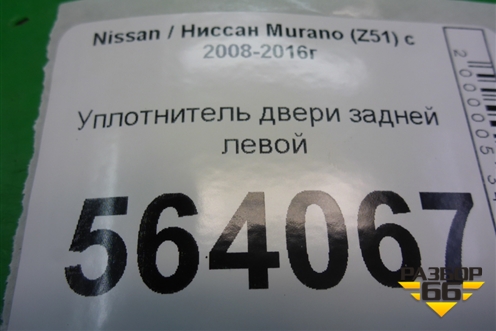 Nissan / Ниссан Murano (Z51) с
2008-2016г
Уплотнитель двери задней
левой
564067
РАЗБОР
66